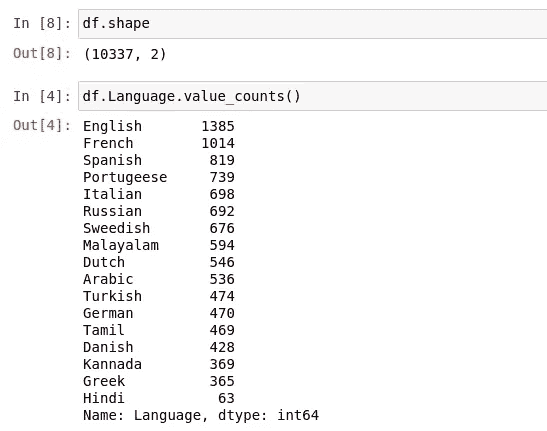 In [8]: df.shape
Out[8]: (10337, 2)
In [4]: df.Language.value_counts()
Out[4]: English 1385
French 1014
Spanish 819
Portugeese 739
Italian 698
Russian 692
Sweedish 676
Malayalam 594
Dutch 546
Arabic 536
Turkish 474
German 470
Tamil 469
Danish 428
Kannada 369
Greek 365
Hindi 63
Name: Language, dtype: int64